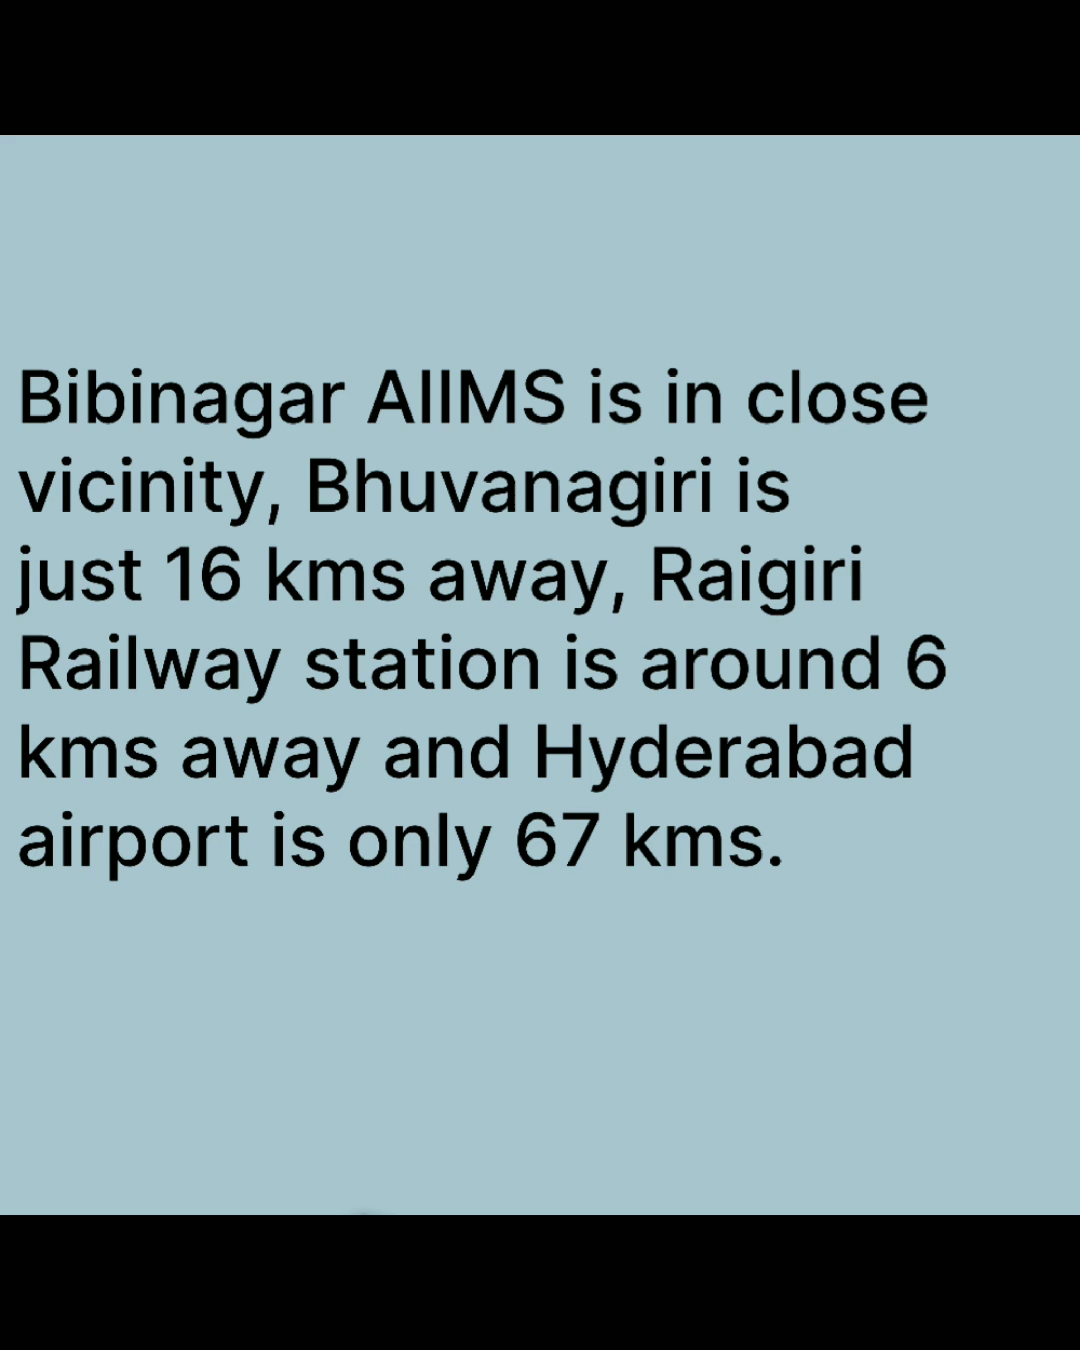 Bibinagar AIIMS is in close
vicinity, Bhuvanagiri is
just 16 kms away, Raigiri
Railway station is around 6
kms away and Hyderabad
airport is only 67 kms.